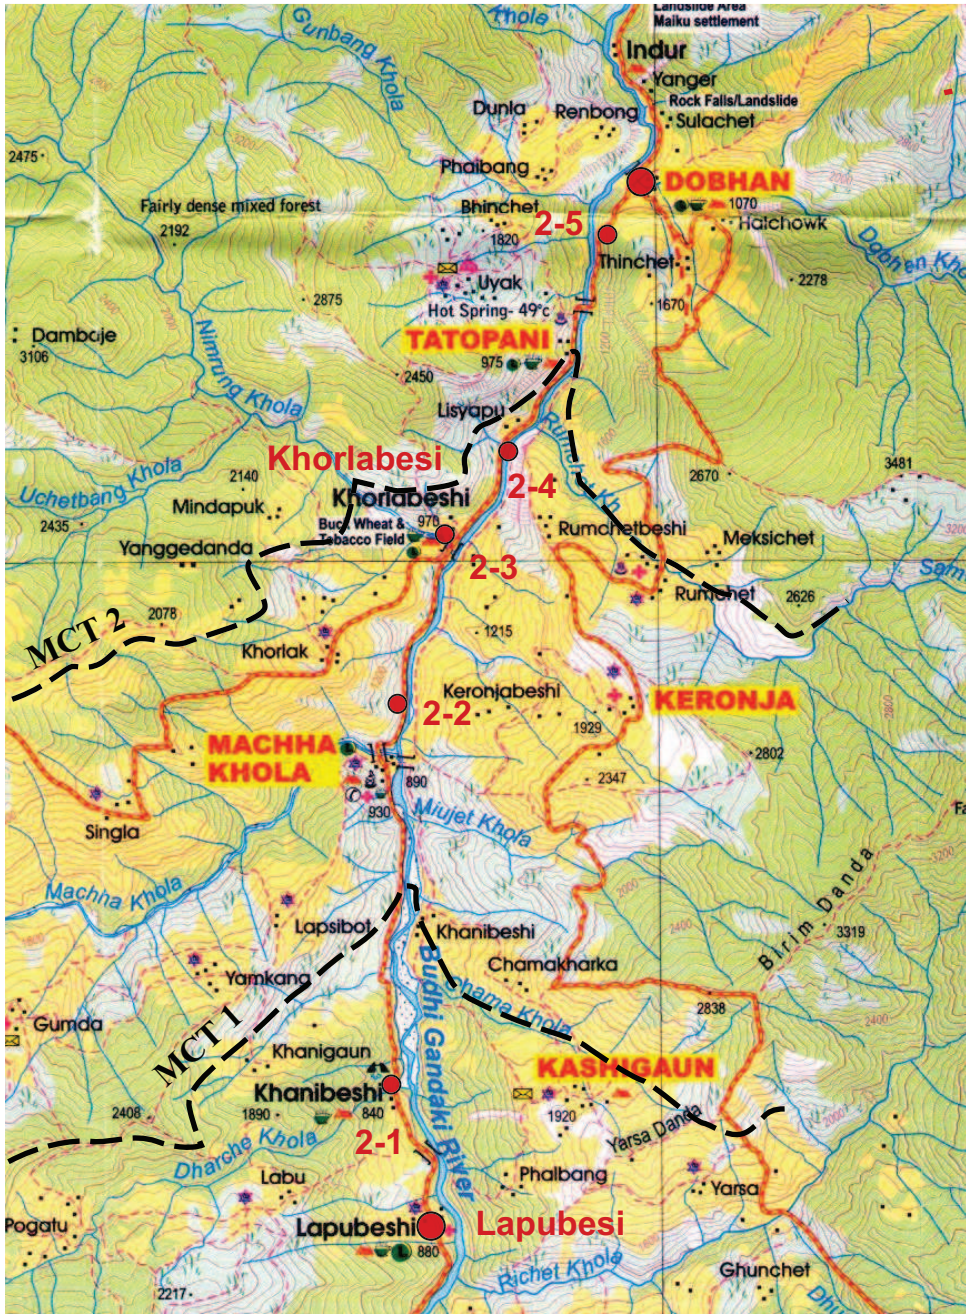 Landslide Area
Maiku settlement
Khola
Gunbang Khola
Indur
Yanger
Rock Falls/Landslide
Sulachet
Dunla
Renbong
2475
Phaibang
DOBHAN
1070
Fairly dense mixed forest
2192
Bhinchet
1820
2-5
Halchowk
Thinchet
2278
Uyak
2875
Hot Spring- 49°c
1670
Dambaje
3106
TATOPANI
975
2450
Nimrung Khola
Lisyapu
Rumchet Kh.
Khorlabesi
3481
2670
Uchetbang Khola
2140
2-4
Khorlabeshi
Mindapuk
2435
970
Buck Wheat &
Tobacco Field
Rumchetbeshi
Meksichet
Yanggedanda
2-3
Rumchet
2626
2078
MCT 2
1215
Khorlak
Keronjabeshi
KERONJA
2-2
1929
MACHHA
KHOLA
2802
890
2347
930
Miujet Khola
Singla
Machha Khola
Birim Danda
3319
Lapsibot
Khanibeshi
Chamakharka
Yamkang
Budhi Gandaki River
2838
Gumda
MCT 1
Khanigaun
KASHIGAUN
Khanibeshi
840
1890
2408
1920
Yarsa Danda
Dharche Khola
2-1
Labu
Phalbang
Yarsa
Pogatu
Lapubeshi
Lapubesi
880
Richet Khola
Ghunchet
2217